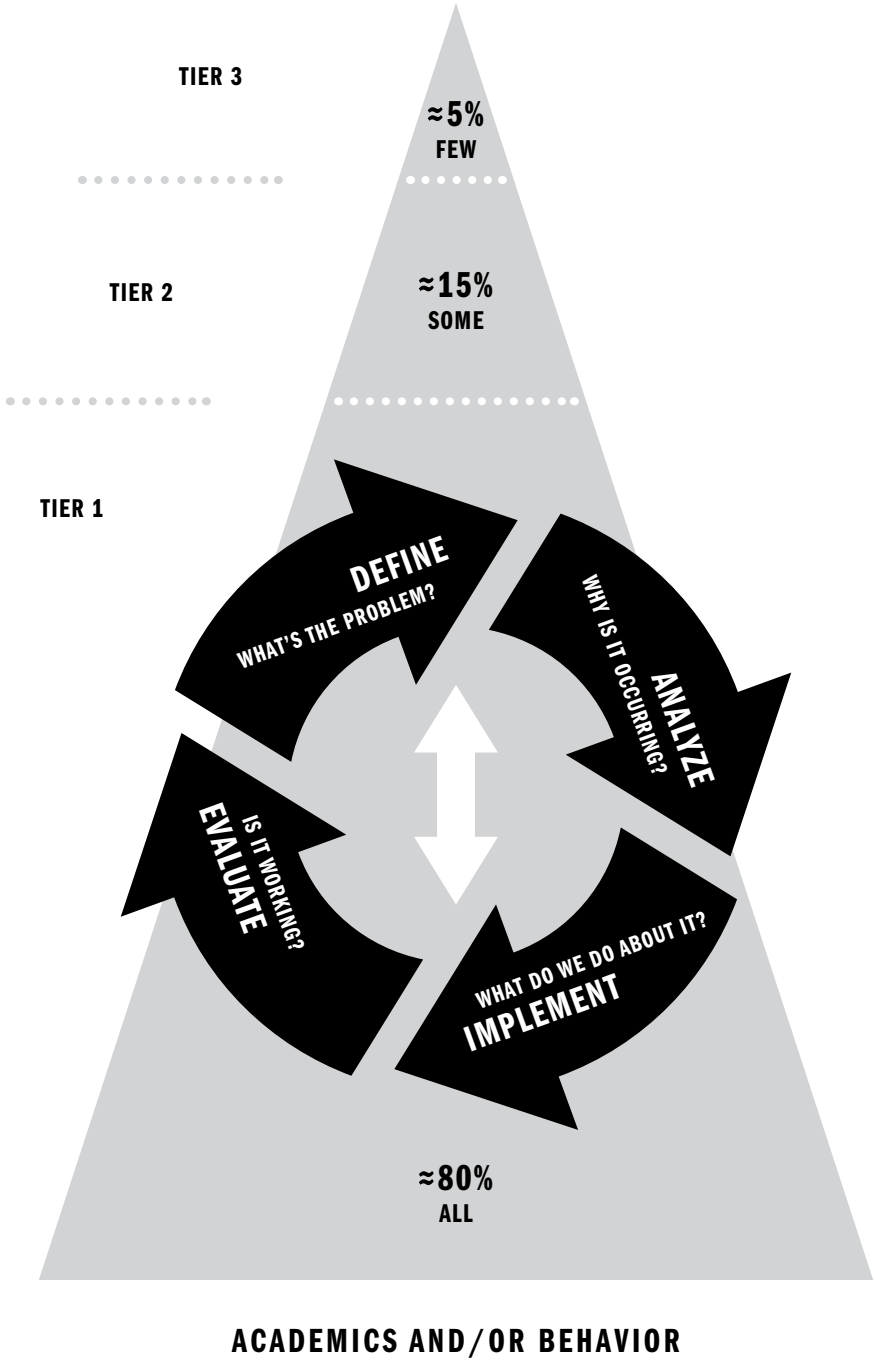 TIER 3
≈5%
FEW
TIER 2
≈15%
SOME
TIER 1
DEFINE
WHAT'S THE PROBLEM?
ANALYZE
WHY IS IT OCCURRING?
WHAT DO WE DO ABOUT IT?
IMPLEMENT
IS IT WORKING?
EVALUATE
≈80%
ALL
ACADEMICS AND/OR BEHAVIOR